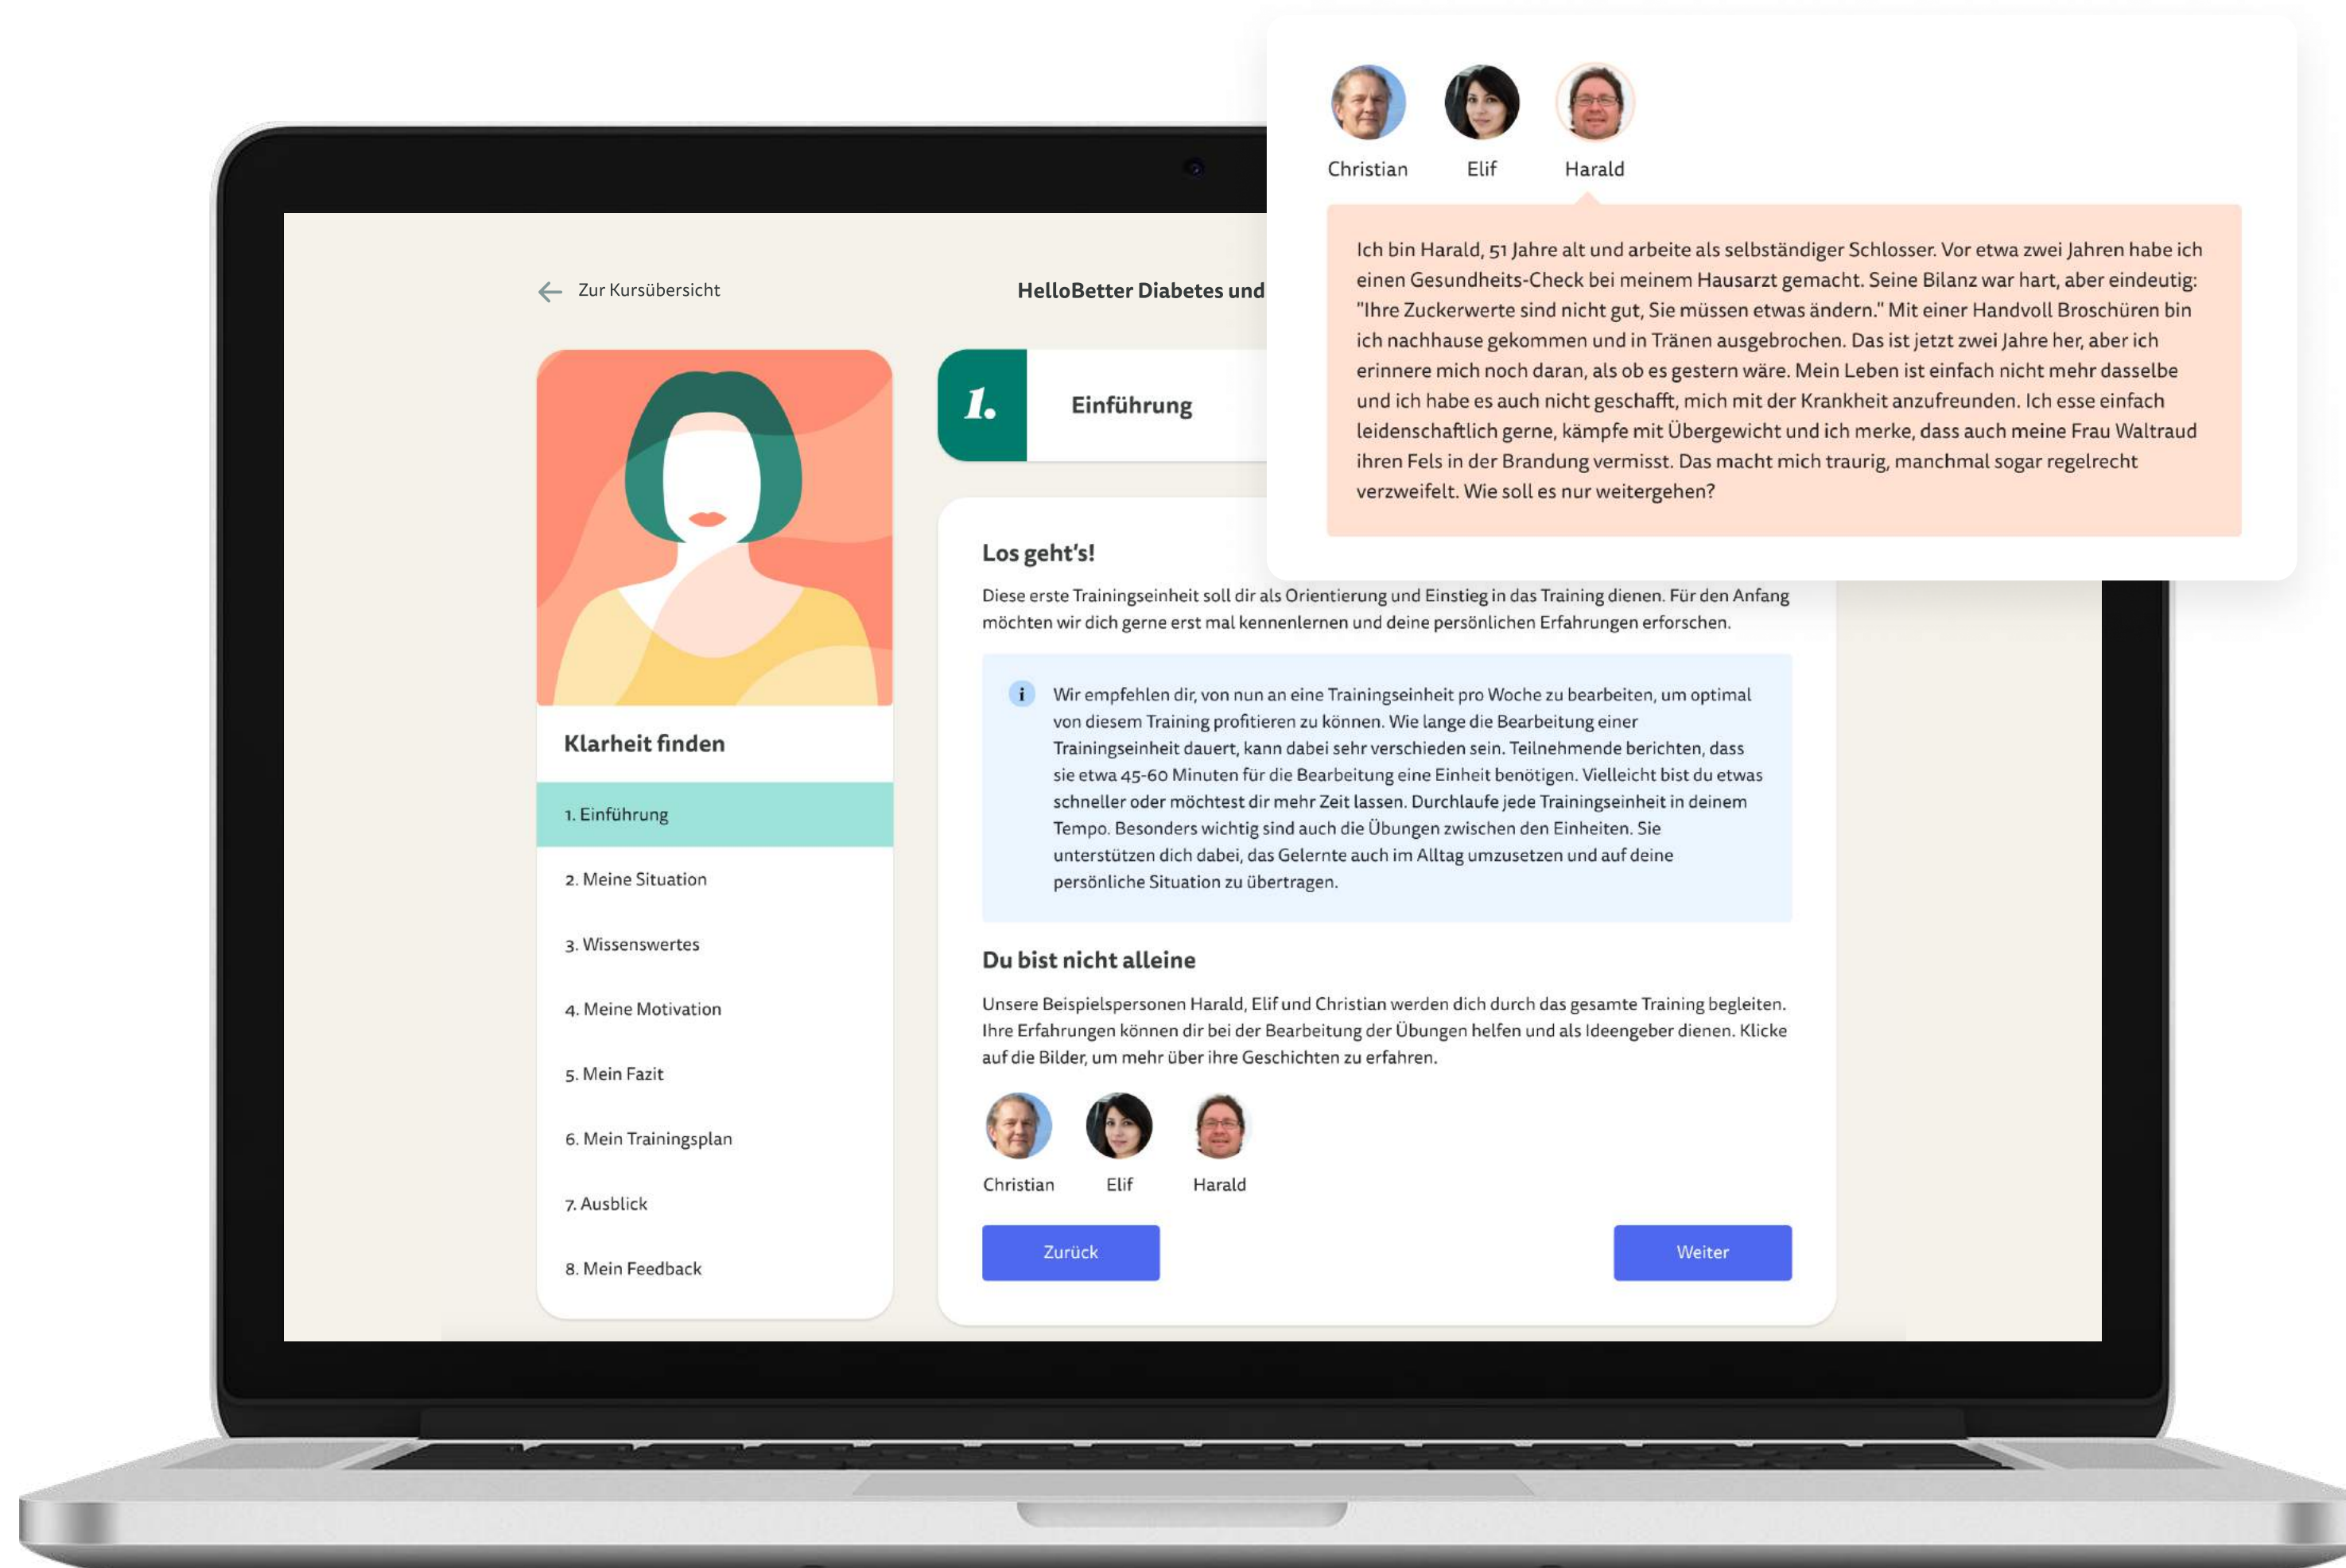 Christian
Elif
Harald
Ich bin Harald, 51 Jahre alt und arbeite als selbständiger Schlosser. Vor etwa zwei Jahren habe ich
einen Gesundheits-Check bei meinem Hausarzt gemacht. Seine Bilanz war hart, aber eindeutig:
"Ihre Zuckerwerte sind nicht gut, Sie müssen etwas ändern." Mit einer Handvoll Broschüren bin
ich nachhause gekommen und in Tränen ausgebrochen. Das ist jetzt zwei Jahre her, aber ich
erinnere mich noch daran, als ob es gestern wäre. Mein Leben ist einfach nicht mehr dasselbe
und ich habe es auch nicht geschafft, mich mit der Krankheit anzufreunden. Ich esse einfach
leidenschaftlich gerne, kämpfe mit Übergewicht und ich merke, dass auch meine Frau Waltraud
ihren Fels in der Brandung vermisst. Das macht mich traurig, manchmal sogar regelrecht
verzweifelt. Wie soll es nur weitergehen?
Zur Kursübersicht
HelloBetter Diabetes und
Klarheit finden
1. Einführung
2. Meine Situation
3. Wissenswertes
4. Meine Motivation
5. Mein Fazit
6. Mein Trainingsplan
7. Ausblick
8. Mein Feedback
1.
Einführung
Los geht's!
Diese erste Trainingseinheit soll dir als Orientierung und Einstieg in das Training dienen. Für den Anfang
möchten wir dich gerne erst mal kennenlernen und deine persönlichen Erfahrungen erforschen.
i
Wir empfehlen dir, von nun an eine Trainingseinheit pro Woche zu bearbeiten, um optimal
von diesem Training profitieren zu können. Wie lange die Bearbeitung einer
Trainingseinheit dauert, kann dabei sehr verschieden sein. Teilnehmende berichten, dass
sie etwa 45-60 Minuten für die Bearbeitung eine Einheit benötigen. Vielleicht bist du etwas
schneller oder möchtest dir mehr Zeit lassen. Durchlaufe jede Trainingseinheit in deinem
Tempo. Besonders wichtig sind auch die Übungen zwischen den Einheiten. Sie
unterstützen dich dabei, das Gelernte auch im Alltag umzusetzen und auf deine
persönliche Situation zu übertragen.
Du bist nicht alleine
Unsere Beispielspersonen Harald, Elif und Christian werden dich durch das gesamte Training begleiten.
Ihre Erfahrungen können dir bei der Bearbeitung der Übungen helfen und als Ideengeber dienen. Klicke
auf die Bilder, um mehr über ihre Geschichten zu erfahren.
Christian
Elif
Harald
Zurück
Weiter